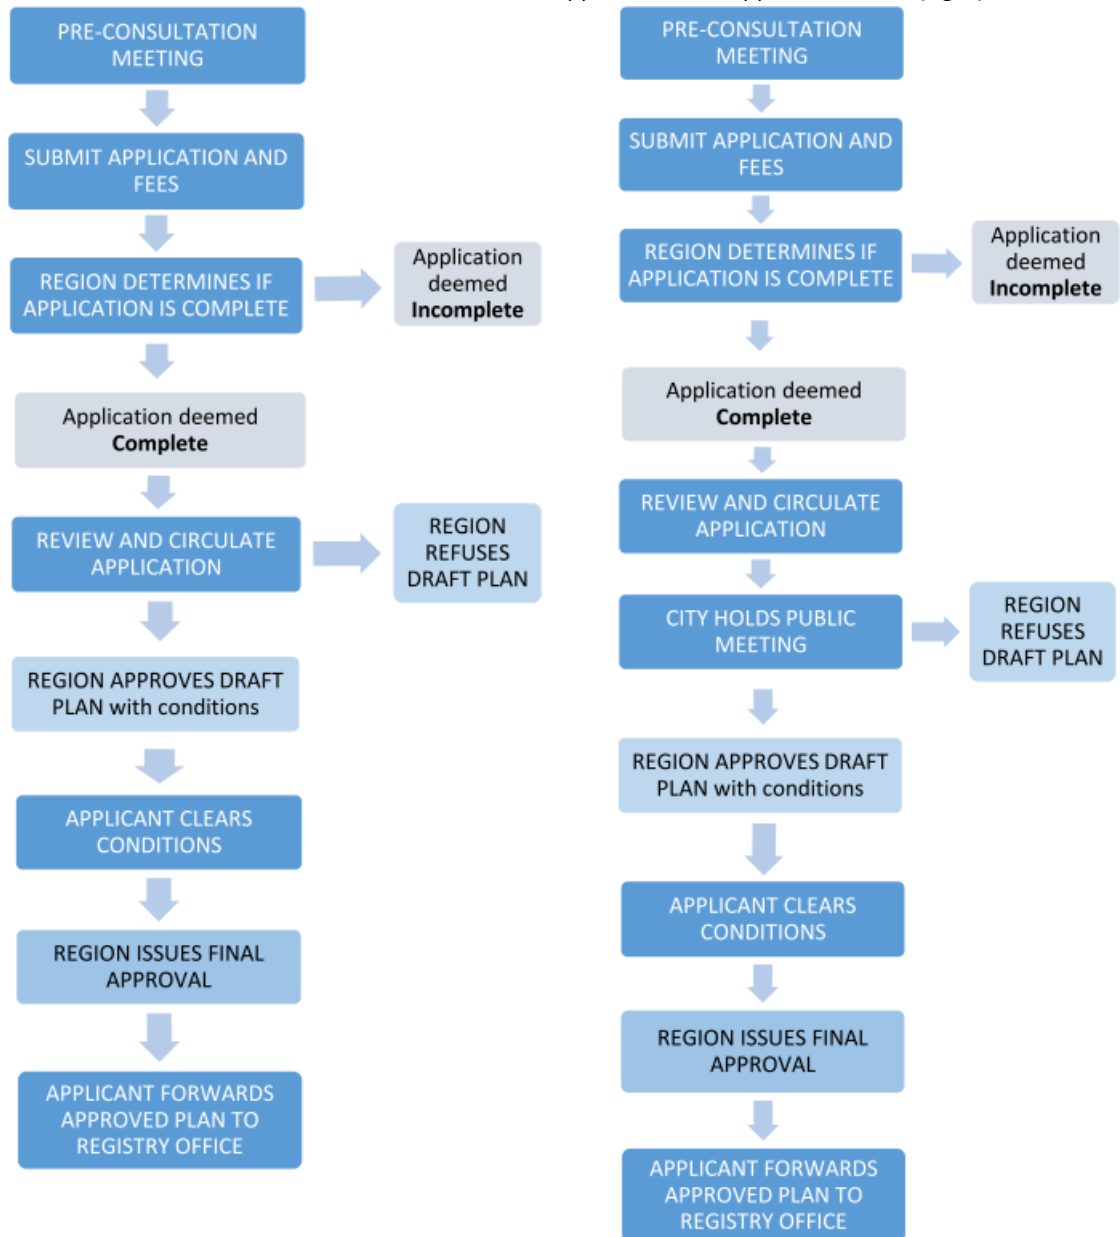 PRE-CONSULTATION
MEETING
SUBMIT APPLICATION AND
FEES
REGION DETERMINES IF
APPLICATION IS COMPLETE
Application
deemed
Incomplete
Application deemed
Complete
REVIEW AND CIRCULATE
APPLICATION
REGION
REFUSES
DRAFT PLAN
REGION APPROVES DRAFT
PLAN with conditions
APPLICANT CLEARS
CONDITIONS
REGION ISSUES FINAL
APPROVAL
APPLICANT FORWARDS
APPROVED PLAN TO
REGISTRY OFFICE
PRE-CONSULTATION
MEETING
SUBMIT APPLICATION AND
FEES
REGION DETERMINES IF
APPLICATION IS COMPLETE
Application
deemed
Incomplete
Application deemed
Complete
REVIEW AND CIRCULATE
APPLICATION
CITY HOLDS PUBLIC
MEETING
REGION
REFUSES
DRAFT PLAN
REGION APPROVES DRAFT
PLAN with conditions
APPLICANT CLEARS
CONDITIONS
REGION ISSUES FINAL
APPROVAL
APPLICANT FORWARDS
APPROVED PLAN TO
REGISTRY OFFICE